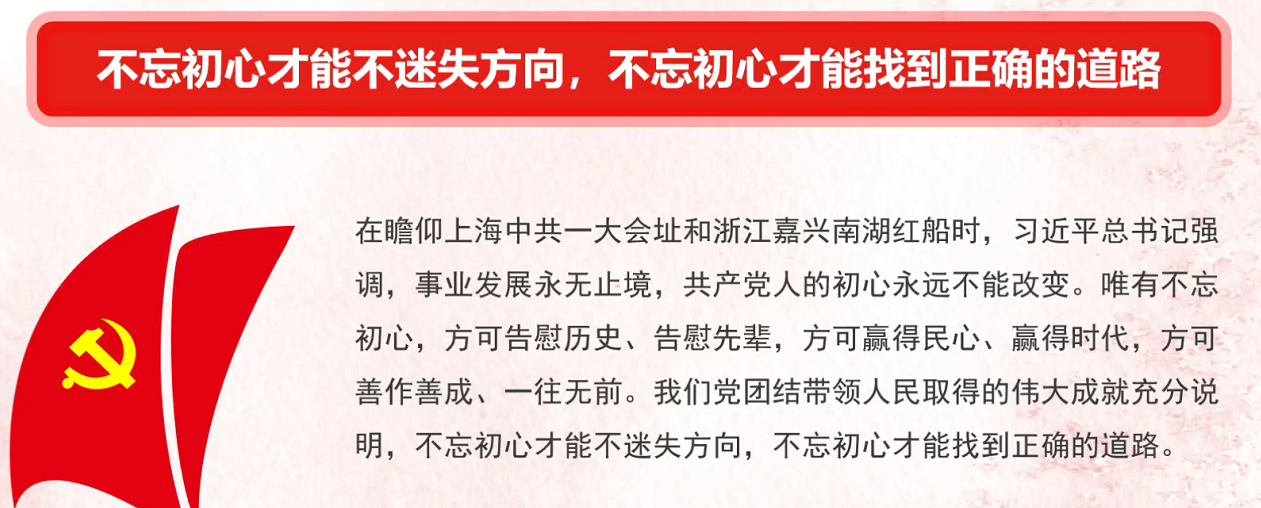 不忘初心才能不迷失方向，不忘初心才能找到正确的道路
在瞻仰上海中共一大会址和浙江嘉兴南湖红船时，习近平总书记强
调，事业发展永无止境，共产党人的初心永远不能改变。唯有不忘
初心，方可告慰历史、告慰先辈，方可赢得民心、赢得时代，方可
善作善成、一往无前。我们党团结带领人民取得的伟大成就充分说
明，不忘初心才能不迷失方向，不忘初心才能找到正确的道路。